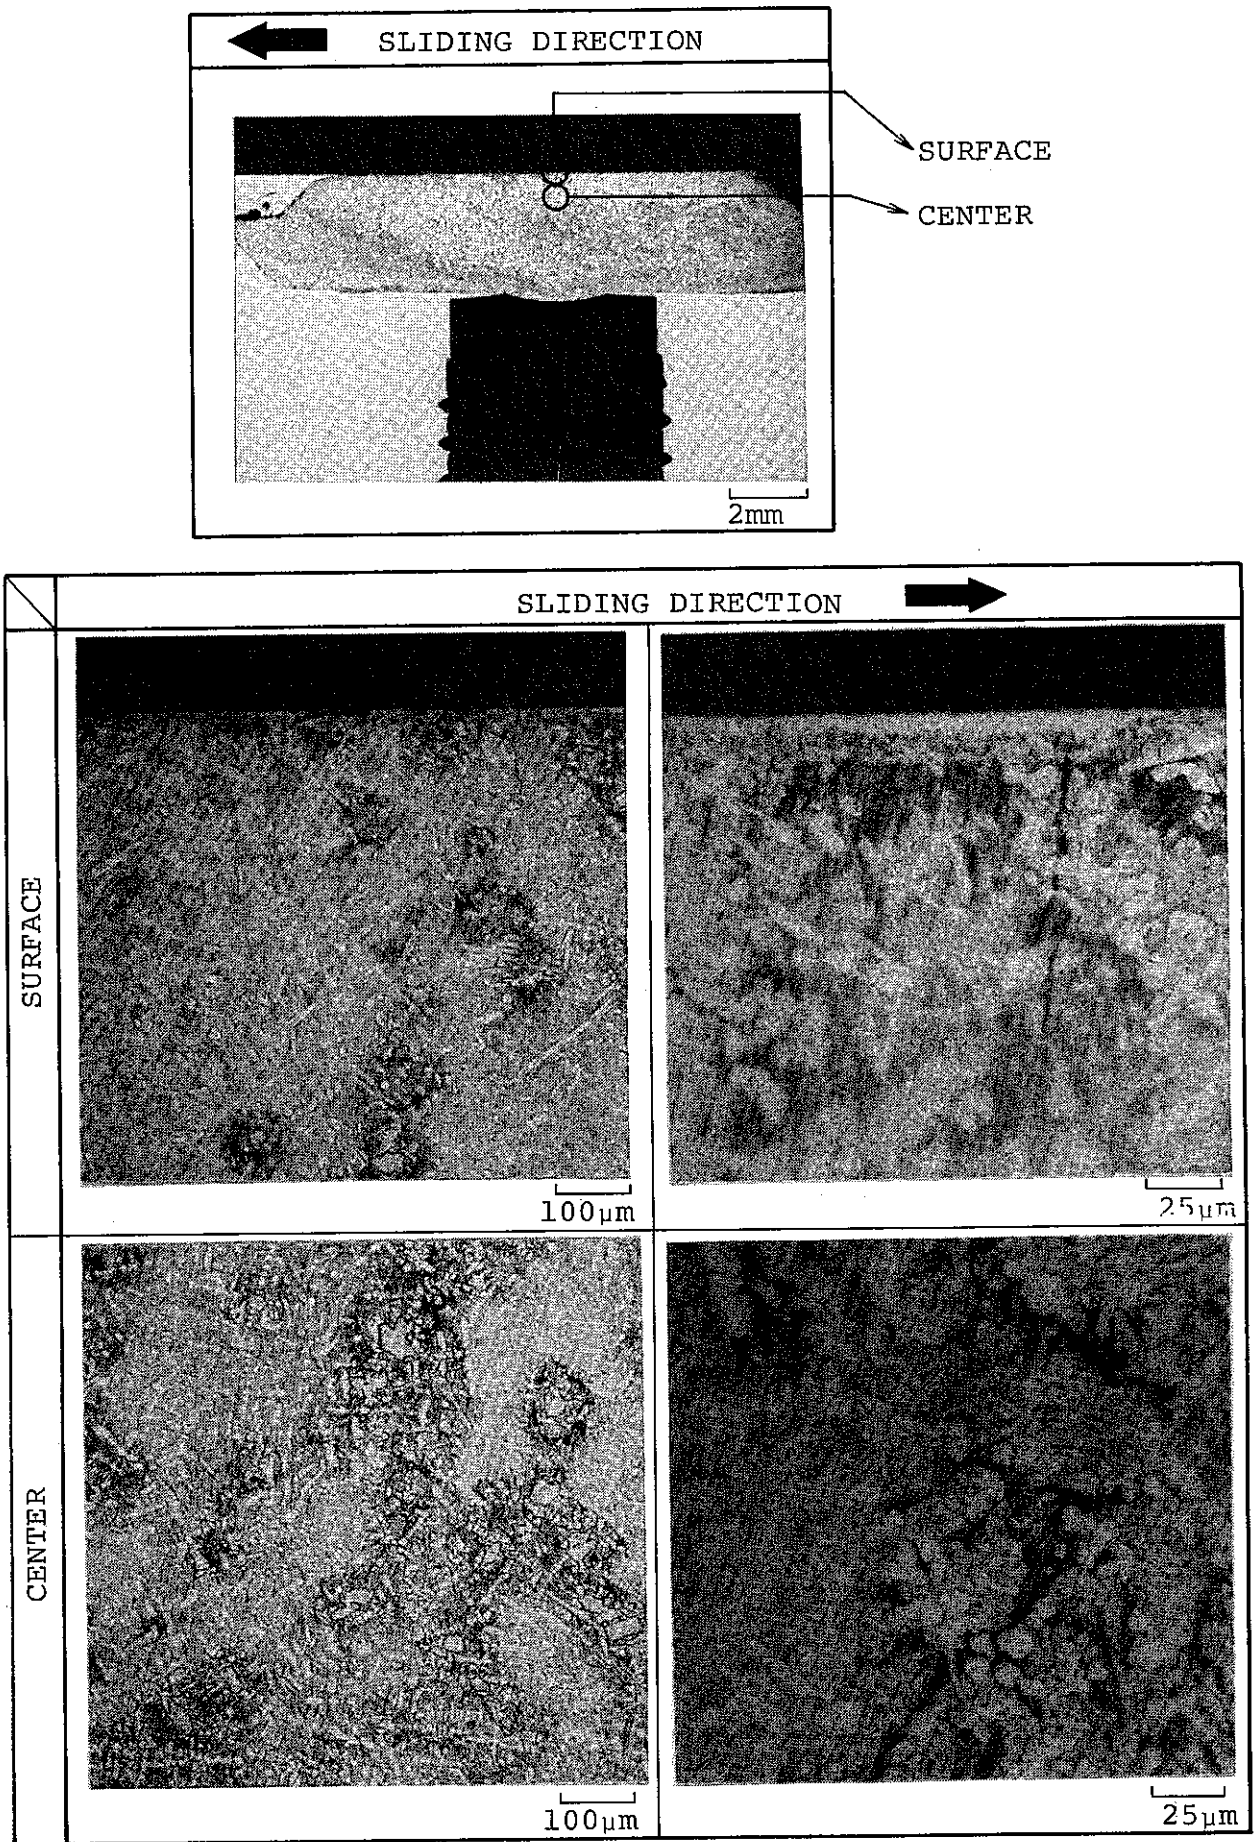 SLIDING DIRECTION
SURFACE
CENTER
2mm
SLIDING DIRECTION
SURFACE
100μm
25μm
CENTER
100μm
25μm